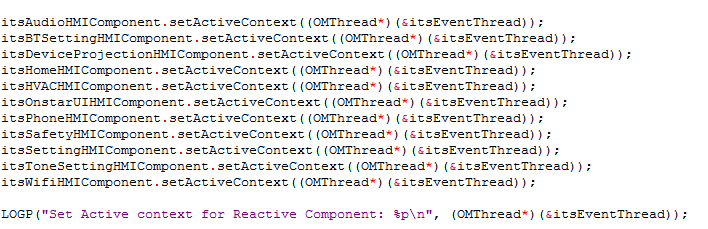 itsAudioHMIComponent.setActiveContext((OMThread*)(&itsEventThread));
itsBTSettingHMIComponent.setActiveContext((OMThread*)(&itsEventThread));
itsDeviceProjectionHMIComponent.setActiveContext((OMThread*)(&itsEventThread));
itsHomeHMIComponent.setActiveContext((OMThread*)(&itsEventThread));
itsHVACHMIComponent.setActiveContext((OMThread*)(&itsEventThread));
itsOnstarUIHMIComponent.setActiveContext((OMThread*)(&itsEventThread));
itsPhoneHMIComponent.setActiveContext((OMThread*)(&itsEventThread));
itsSafetyHMIComponent.setActiveContext((OMThread*)(&itsEventThread));
itsSettingHMIComponent.setActiveContext((OMThread*)(&itsEventThread));
itsToneSettingHMIComponent.setActiveContext((OMThread*)(&itsEventThread));
itsWifiHMIComponent.setActiveContext((OMThread*)(&itsEventThread));
LOGP("Set Active context for Reactive Component: %p\n", (OMThread*)(&itsEventThread));